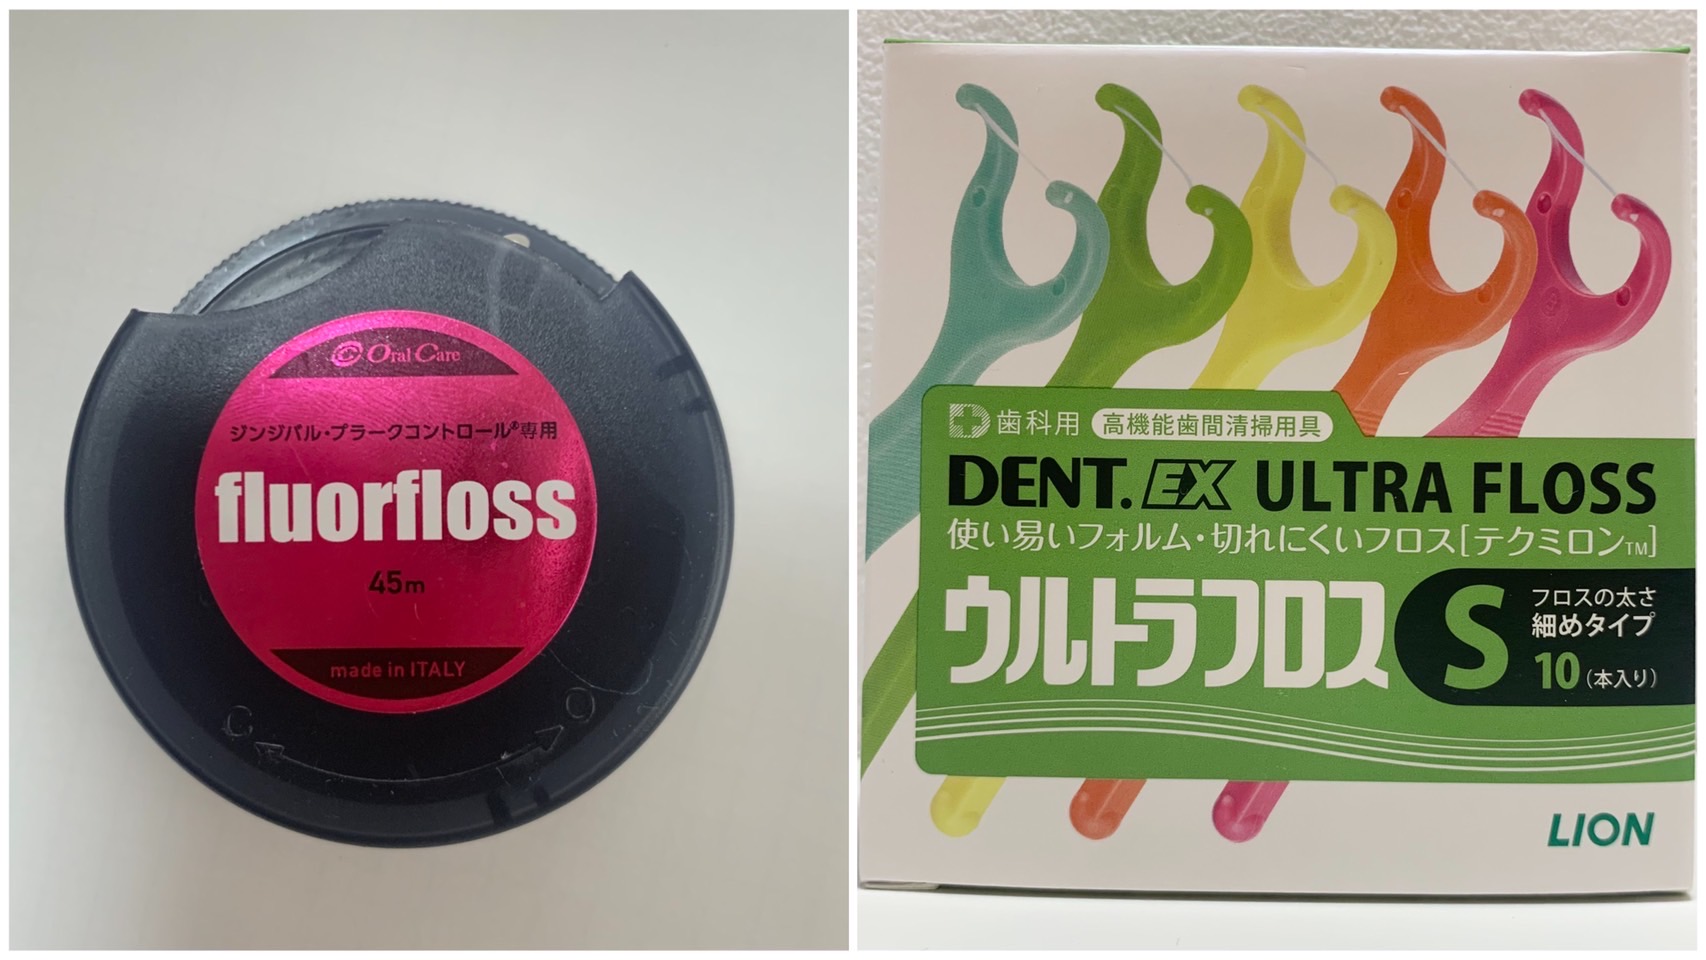 Oral Care
ジンジバル・プラークコントロール®専用
fluorfloss
45m
made in ITALY
歯科用 高機能歯間清掃用具
DENT.EX ULTRA FLOSS
使い易いフォルム・切れにくいフロス[テクミロンTM]
ウルトラフロス
S
フロスの太さ
細めタイプ
10(本入り)
LION